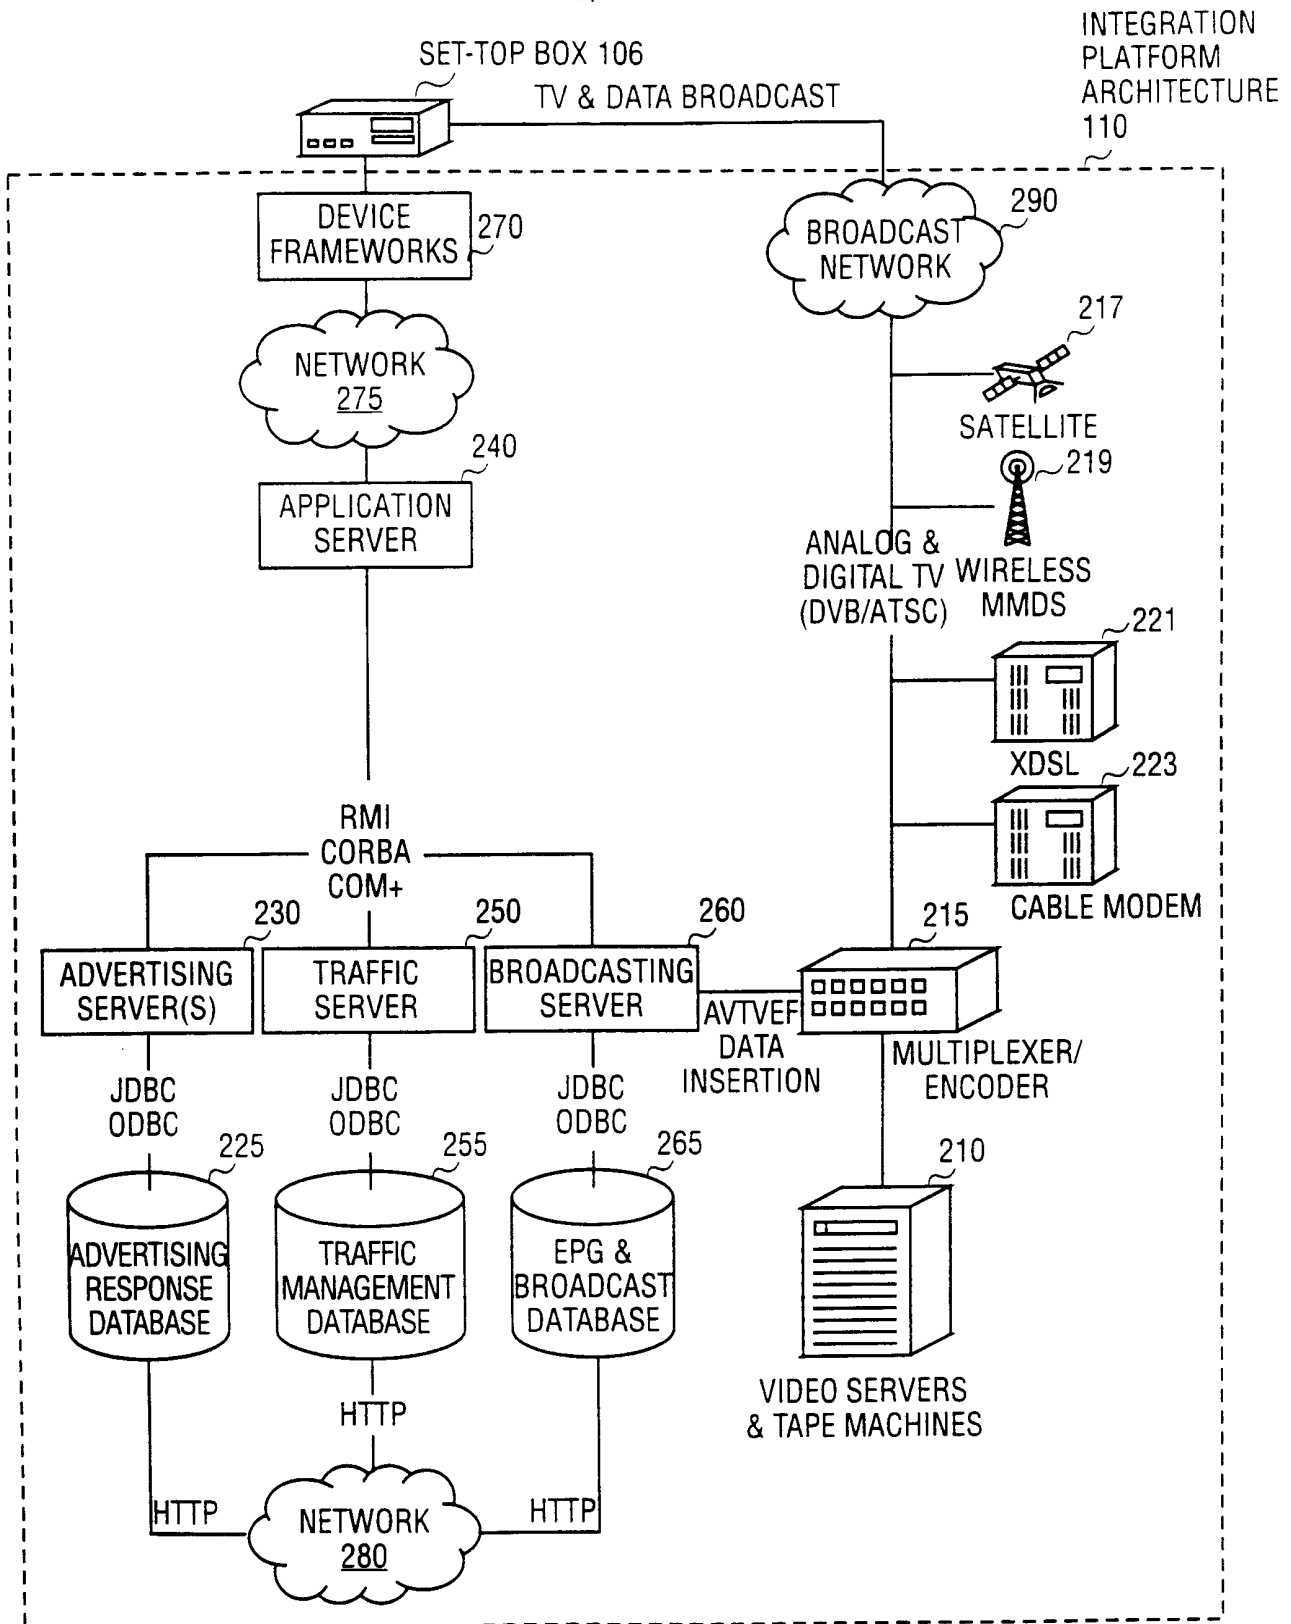 INTEGRATION
PLATFORM
ARCHITECTURE
110
SET-TOP BOX 106
TV & DATA BROADCAST
DEVICE
FRAMEWORKS
270
BROADCAST
NETWORK
290
NETWORK
275
217
SATELLITE
240
APPLICATION
SERVER
219
WIRELESS
MMDS
ANALOG &
DIGITAL TV
(DVB/ATSC)
221
XDSL
223
CABLE MODEM
RMI
CORBA
COM+
230
ADVERTISING
SERVER(S)
250
TRAFFIC
SERVER
260
BROADCASTING
SERVER
AVTVEF
DATA
INSERTION
215
MULTIPLEXER/
ENCODER
JDBC
ODBC
JDBC
ODBC
JDBC
ODBC
225
ADVERTISING
RESPONSE
DATABASE
255
TRAFFIC
MANAGEMENT
DATABASE
265
EPG &
BROADCAST
DATABASE
210
VIDEO SERVERS
& TAPE MACHINES
HTTP
HTTP
HTTP
NETWORK
280